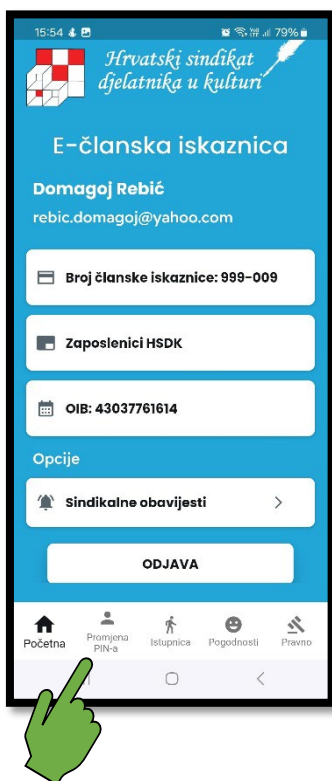 15:54 79%
Hrvatski sindikat
djelatnika u kulturi
E-članska iskaznica
Domagoj Rebić
rebic.domagoj@yahoo.com
Broj članske iskaznice: 999-009
Zaposlenici HSDK
OIB: 43037761614
Opcije
Sindikalne obavijesti
ODJAVA
Početna
Promjena
PIN-a
Istupnica
Pogodnosti
Pravno